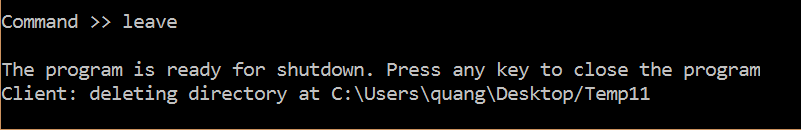 Command >> leave
The program is ready for shutdown. Press any key to close the program
Client: deleting directory at C:\Users\quang\Desktop/Temp11